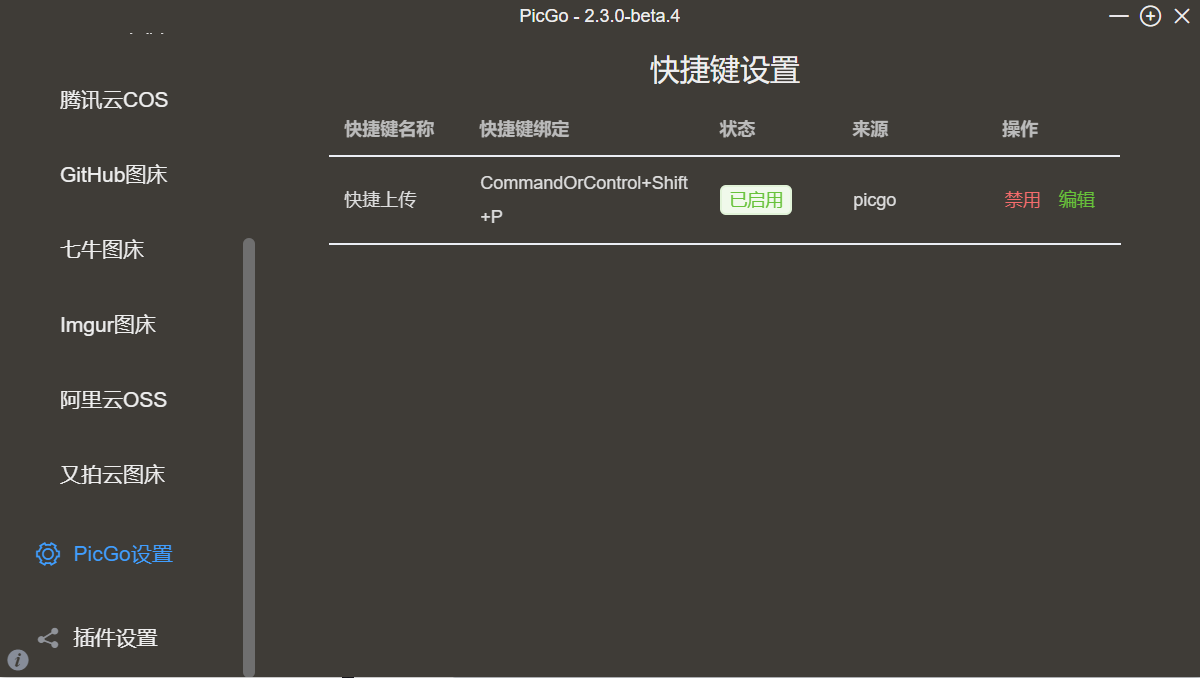 PicGo - 2.3.0-beta.4
腾讯云COS
GitHub图床
七牛图床
Imgur图床
阿里云OSS
又拍云图床
PicGo设置
插件设置
快捷键设置
快捷键名称 快捷键绑定 状态 来源 操作
快捷上传 CommandOrControl+Shift
+P 已启用 picgo 禁用 编辑